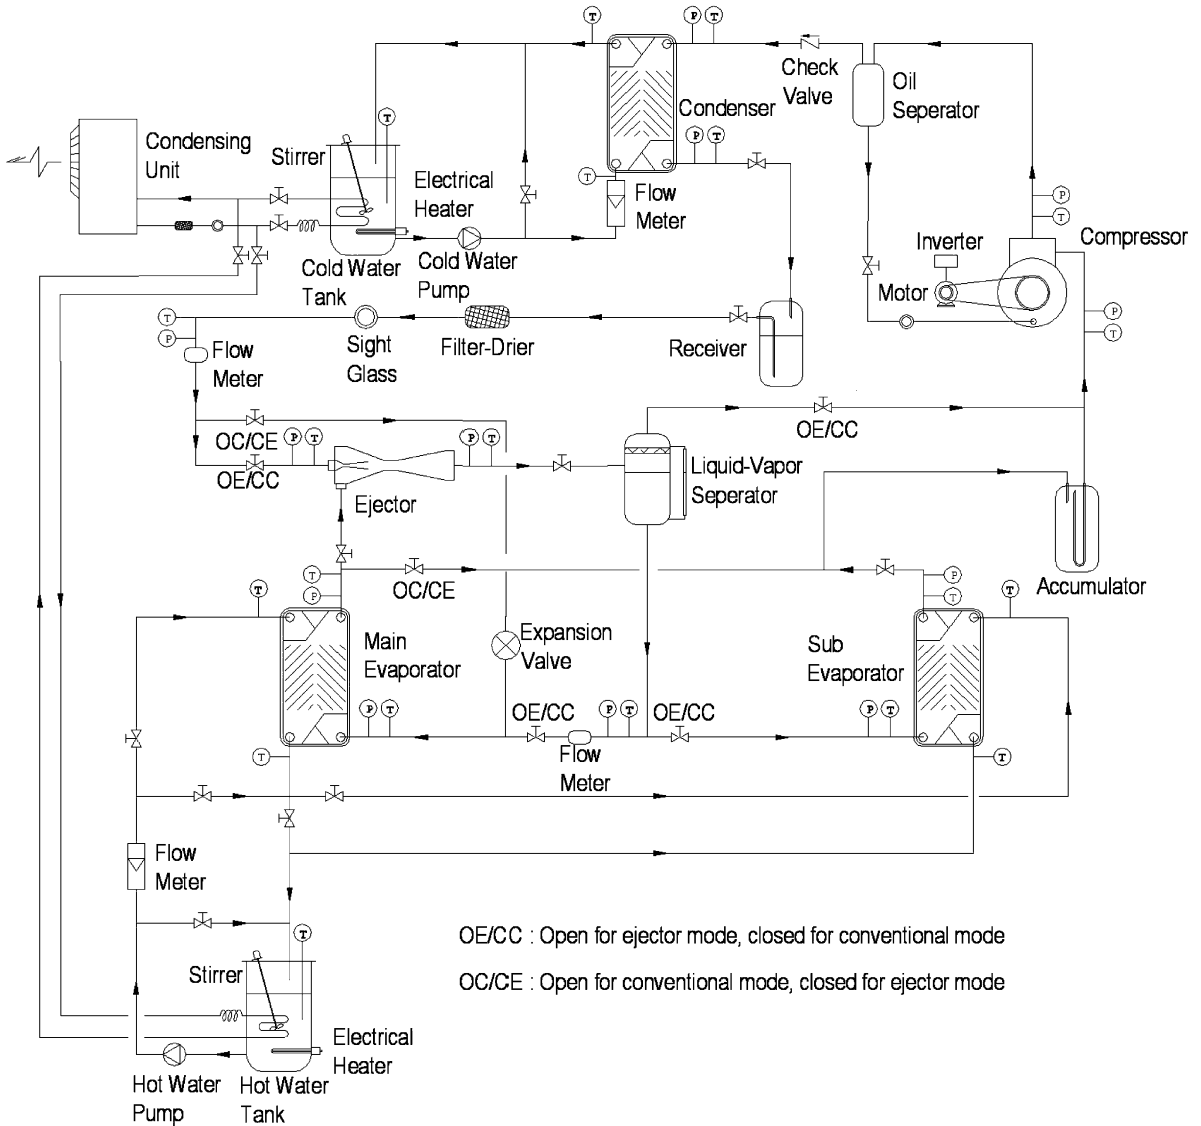 T
P T
Check
Valve
Oil
Seperator
Condenser
T
P T
Condensing
Unit
Stirrer
Electrical
Heater
T
Flow
Meter
P
T
Compressor
Inverter
Motor
Cold Water
Tank
Cold Water
Pump
P
T
T
P
Flow
Meter
Sight
Glass
Filter-Drier
Receiver
OC/CE
P T
OE/CC
P T
Ejector
Liquid-Vapor
Seperator
OE/CC
T
P
T
OC/CE
P
T
T
Accumulator
Main
Evaporator
Expansion
Valve
Sub
Evaporator
P T
OE/CC
P T
OE/CC
P T
Flow
Meter
T
T
Flow
Meter
OE/CC : Open for ejector mode, closed for conventional mode
OC/CE : Open for conventional mode, closed for ejector mode
T
Stirrer
Electrical
Heater
Hot Water
Pump
Hot Water
Tank